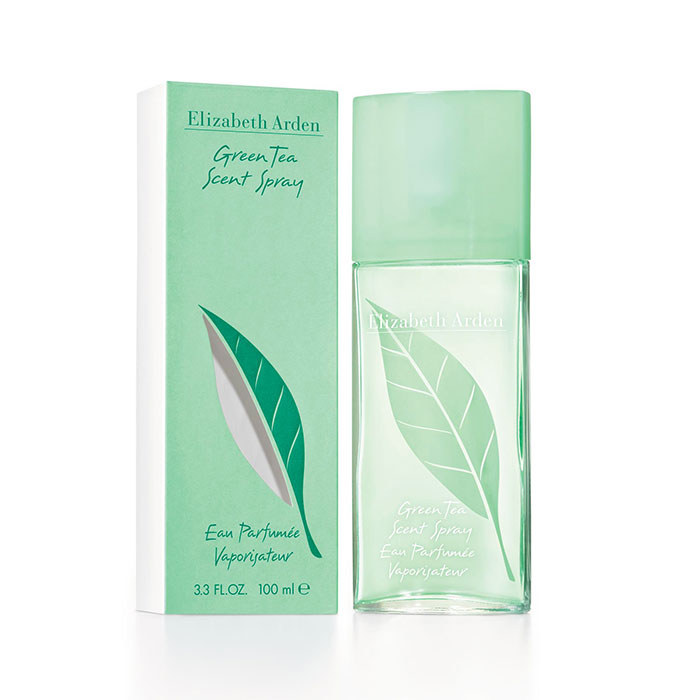 Elizabeth Arden
Green Tea
Scent Spray
Eau Parfumée
Vaporisateur
3.3 FL.OZ. 100 ml ℮
Elizabeth Arden
Green Tea
Scent Spray
Eau Parfumée
Vaporisateur